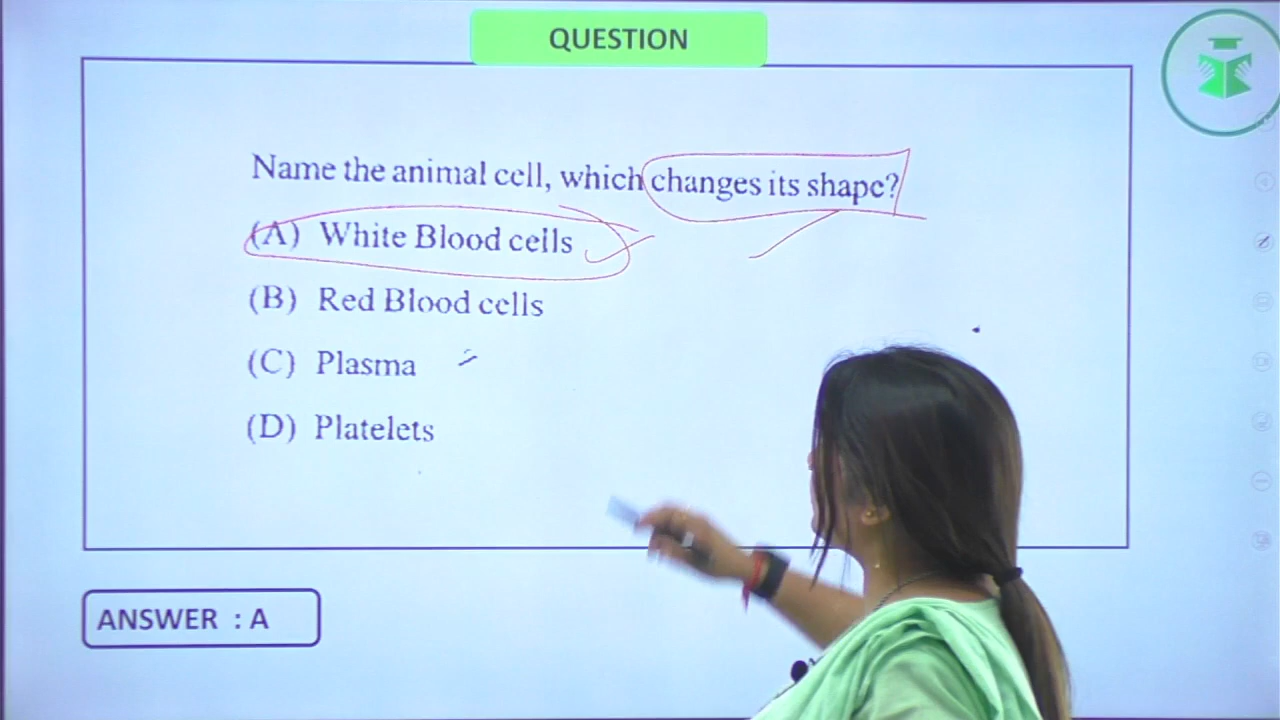 QUESTION
Name the animal cell, which changes its shape?
(A) White Blood cells
(B) Red Blood cells
(C) Plasma
(D) Platelets
ANSWER : A